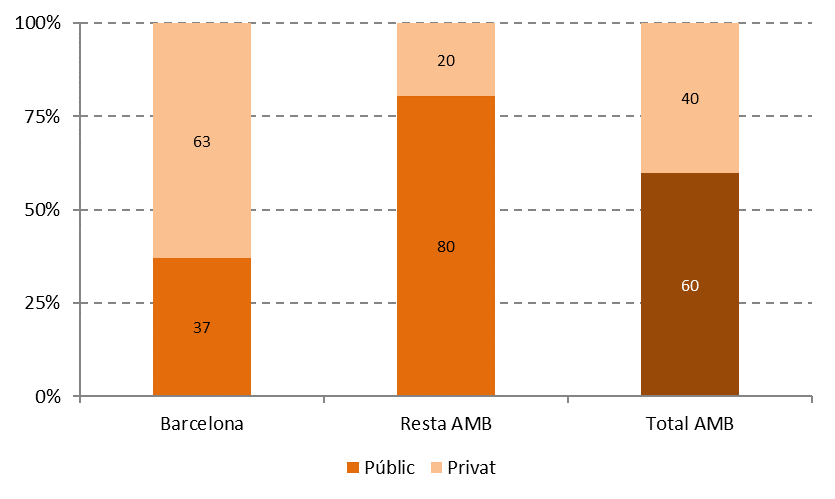 100%
75%
50%
25%
0%
63
37
20
80
40
60
Barcelona
Resta AMB
Total AMB
Públic
Privat